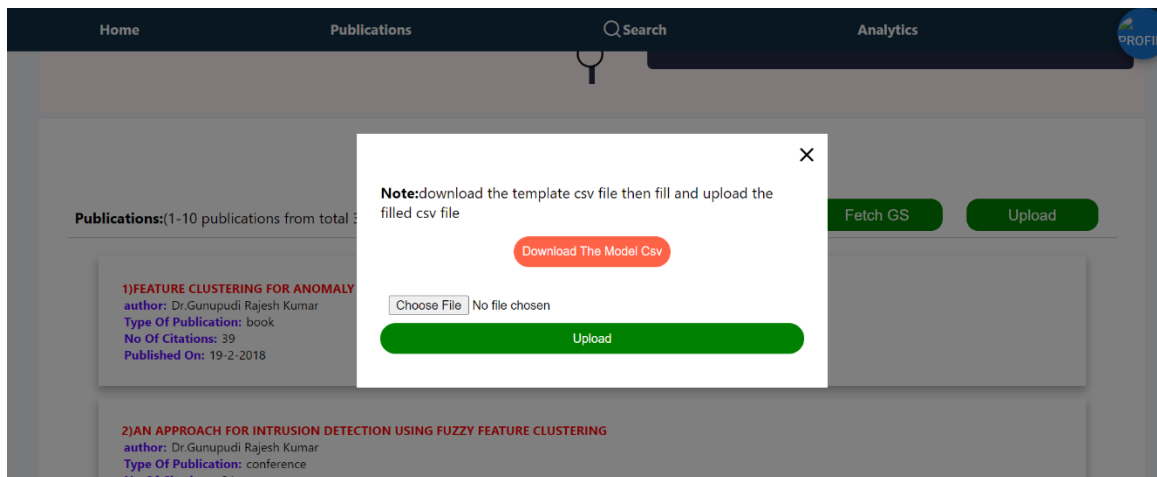 Home Publications Search Analytics
Note:download the template csv file then fill and upload the
filled csv file
Publications:(1-10 publications from total
Fetch GS Upload
Download The Model Csv
1)FEATURE CLUSTERING FOR ANOMALY
author: Dr.Gunupudi Rajesh Kumar
Type Of Publication: book
No Of Citations: 39
Published On: 19-2-2018
Choose File No file chosen
Upload
2)AN APPROACH FOR INTRUSION DETECTION USING FUZZY FEATURE CLUSTERING
author: Dr.Gunupudi Rajesh Kumar
Type Of Publication: conference